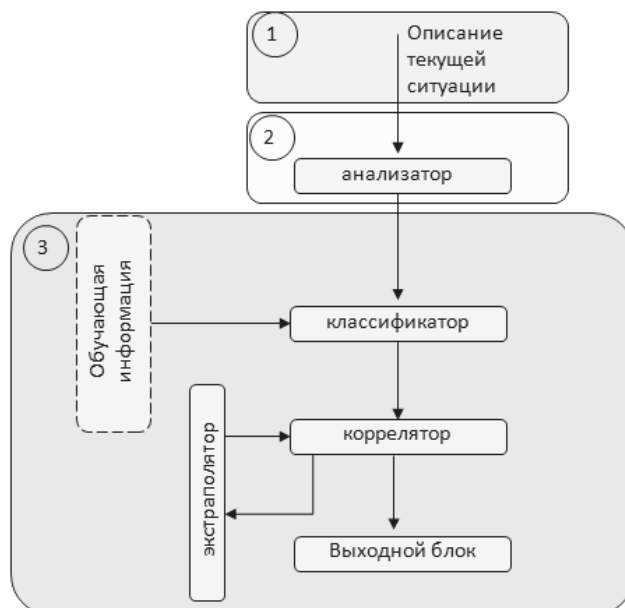 1
Описание
текущей
ситуации
2
анализатор
3
Обучающая
информация
классификатор
экстраполятор
коррелятор
Выходной блок